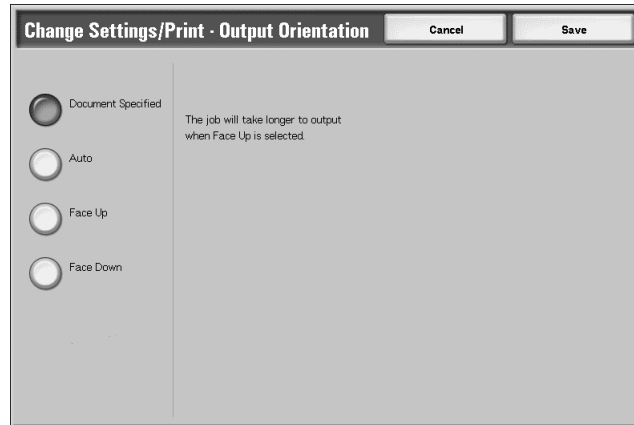 Change Settings/Print - Output Orientation
Cancel
Save
Document Specified
Auto
Face Up
Face Down
The job will take longer to output
when Face Up is selected.